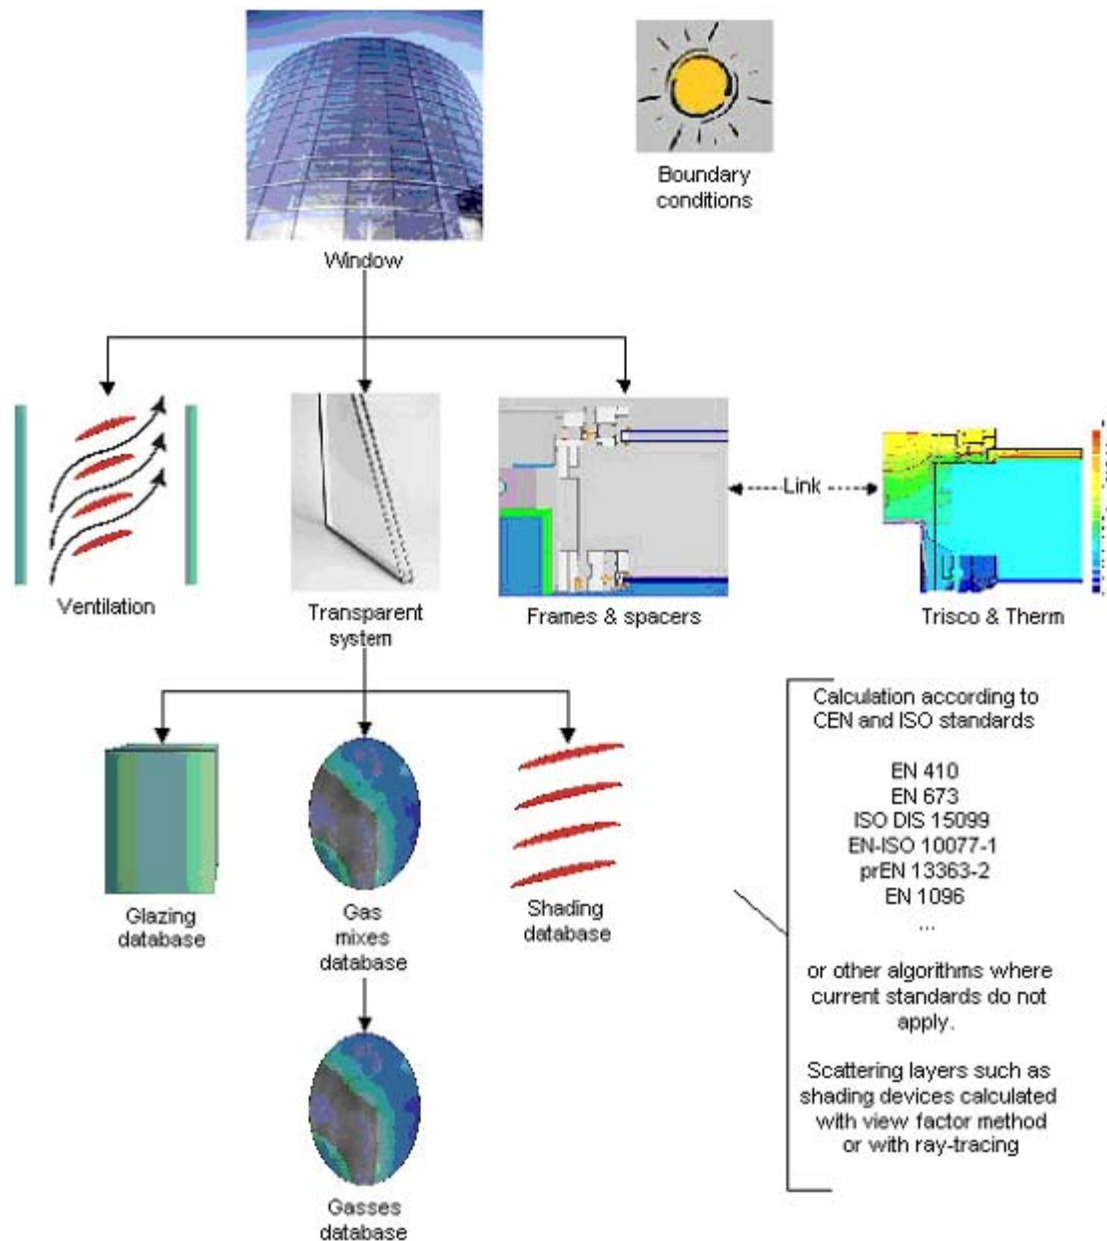 Boundary
conditions
Window
Link
Ventilation
Transparent
system
Frames & spacers
Trisco & Therm
Calculation according to
CEN and ISO standards
EN 410
EN 673
ISO DIS 15099
EN-ISO 10077-1
prEN 13363-2
EN 1096
...
or other algorithms where
current standards do not
apply.
Scattering layers such as
shading devices calculated
with view factor method
or with ray-tracing
Glazing
database
Gas
mixes
database
Shading
database
Gasses
database